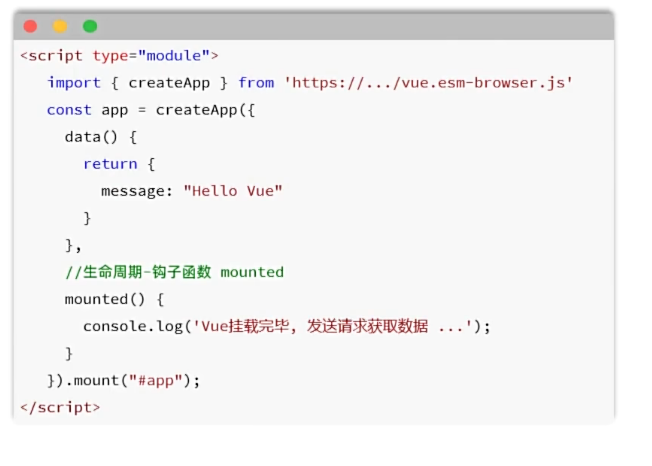 <script type="module">
   import { createApp } from 'https://.../vue.esm-browser.js'
   const app = createApp({
     data() {
       return {
         message: "Hello Vue"
       }
     },
     //生命周期-钩子函数 mounted
     mounted() {
       console.log('Vue挂载完毕, 发送请求获取数据 ...');
     }
   }).mount("#app");
</script>